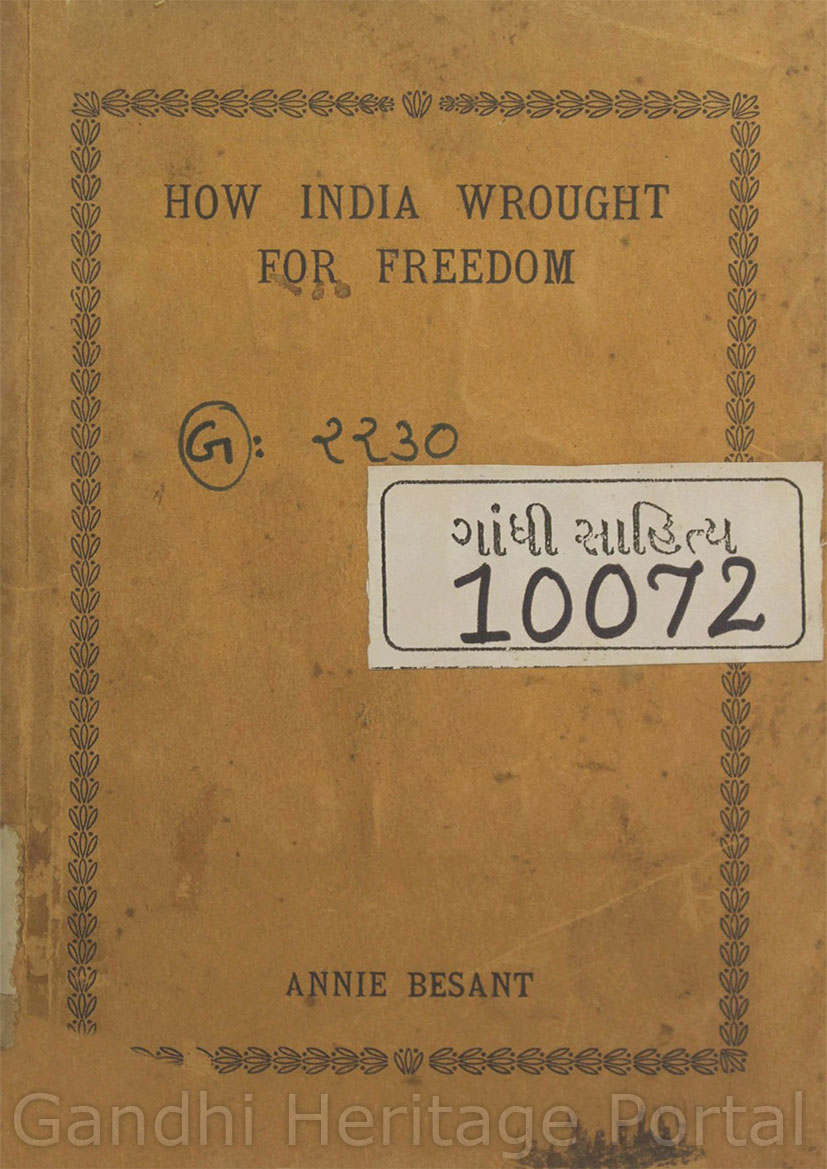 HOW INDIA WROUGHT
FOR FREEDOM
ગ: ૨૨૩૦
ગાંધી સાહિત્ય
10072
ANNIE BESANT
Gandhi Heritage Portal